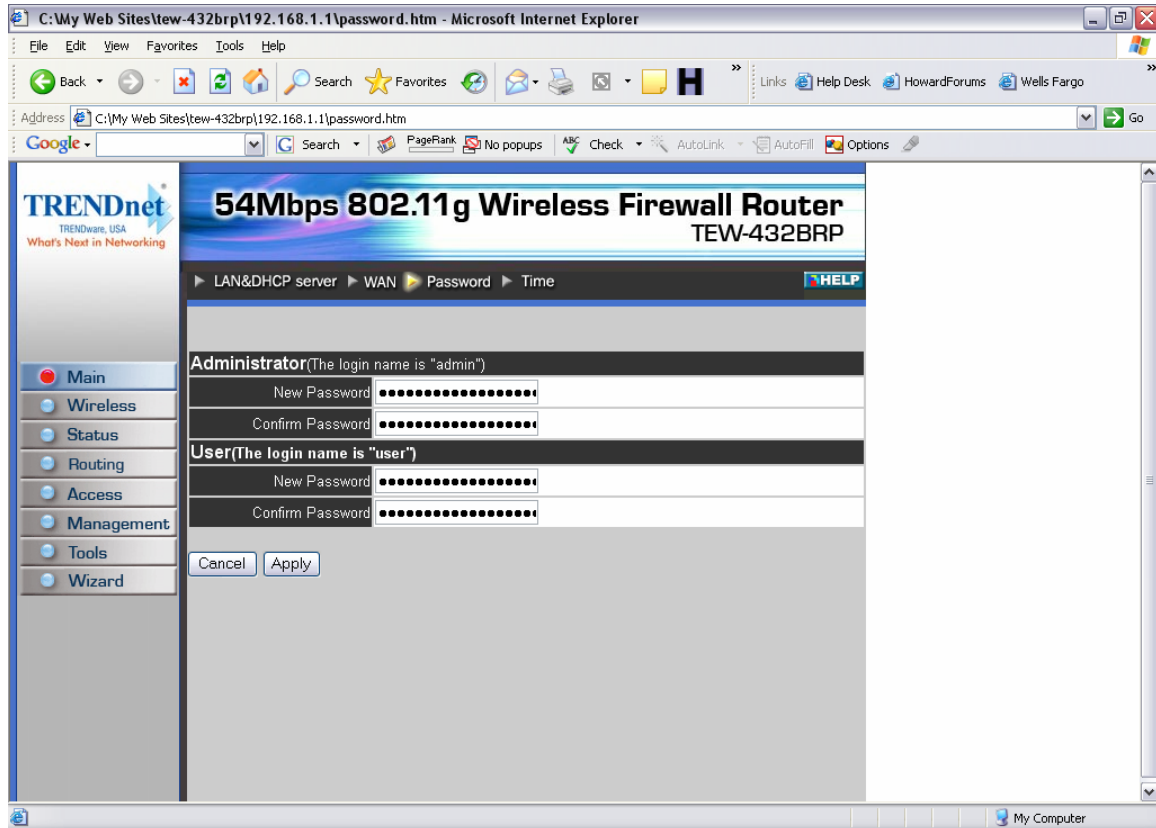 C:\My Web Sites\tew-432brp\192.168.1.1\password.htm - Microsoft Internet Explorer
File Edit View Favorites Tools Help
Back Search Favorites H » Links Help Desk HowardForums Wells Fargo »
Address C:\My Web Sites\tew-432brp\192.168.1.1\password.htm Go
Google Search PageRank No popups ABC Check AutoLink AutoFill Options
TRENDnet
TRENDware, USA
What's Next in Networking
54Mbps 802.11g Wireless Firewall Router
TEW-432BRP
LAN&DHCP server WAN Password Time HELP
Main
Wireless
Status
Routing
Access
Management
Tools
Wizard
Administrator(The login name is "admin")
New Password
Confirm Password
User(The login name is "user")
New Password
Confirm Password
Cancel Apply
My Computer